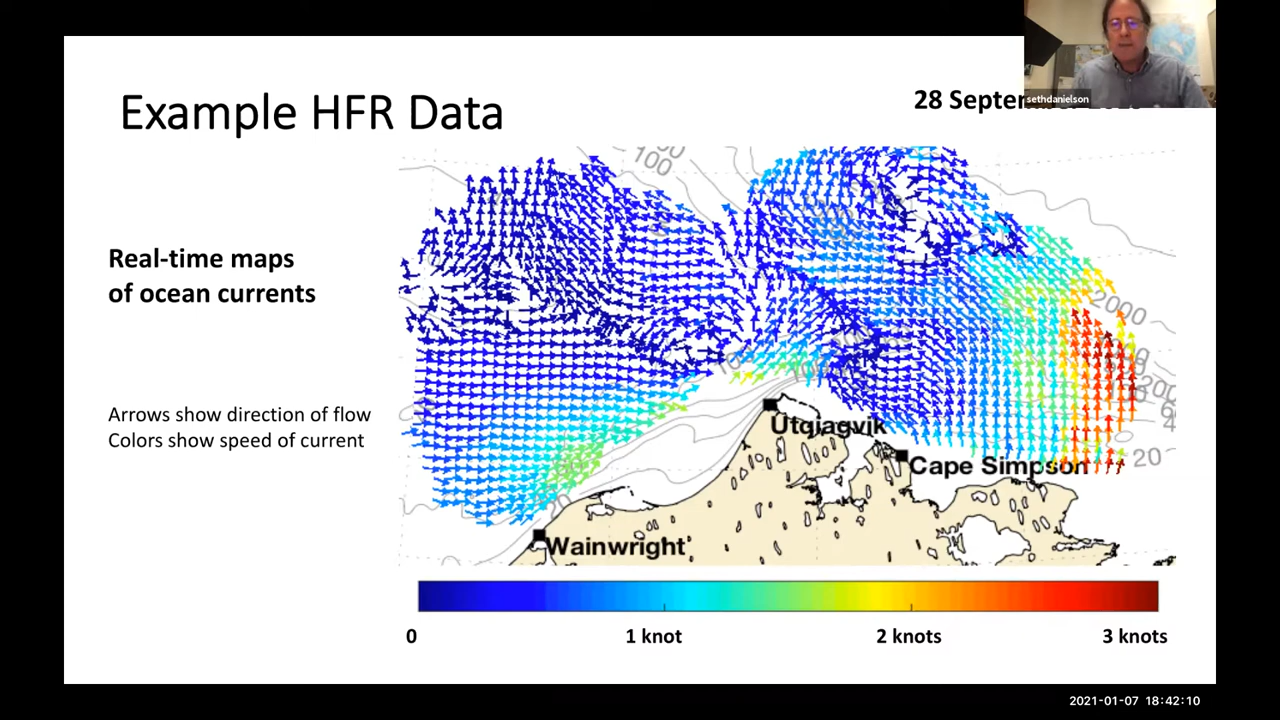 sethdanielson
Example HFR Data
28
Real-time maps
of ocean currents
Arrows show direction of flow
Colors show speed of current
100
2000
20
20
Utqiagvik
Cape Simpson
Wainwright
0
1 knot
2 knots
3 knots
2021-01-07 18:42:10